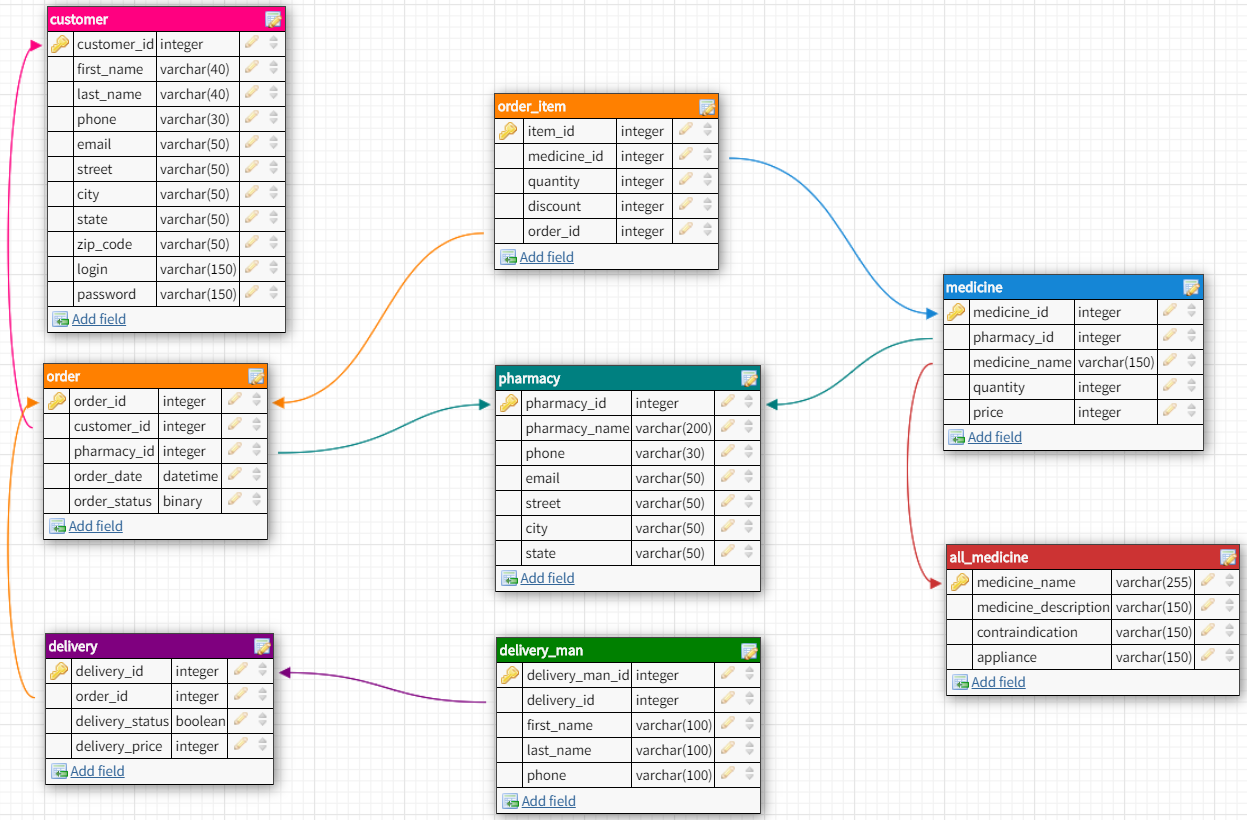 customer
customer_id integer
first_name varchar(40)
last_name varchar(40)
phone varchar(30)
email varchar(50)
street varchar(50)
city varchar(50)
state varchar(50)
zip_code varchar(50)
login varchar(150)
password varchar(150)
Add field
order_item
item_id integer
medicine_id integer
quantity integer
discount integer
order_id integer
Add field
medicine
medicine_id integer
pharmacy_id integer
medicine_name varchar(150)
quantity integer
price integer
Add field
order
order_id integer
customer_id integer
pharmacy_id integer
order_date datetime
order_status binary
Add field
pharmacy
pharmacy_id integer
pharmacy_name varchar(200)
phone varchar(30)
email varchar(50)
street varchar(50)
city varchar(50)
state varchar(50)
Add field
all_medicine
medicine_name varchar(255)
medicine_description varchar(150)
contraindication varchar(150)
appliance varchar(150)
Add field
delivery
delivery_id integer
order_id integer
delivery_status boolean
delivery_price integer
Add field
delivery_man
delivery_man_id integer
delivery_id integer
first_name varchar(100)
last_name varchar(100)
phone varchar(100)
Add field